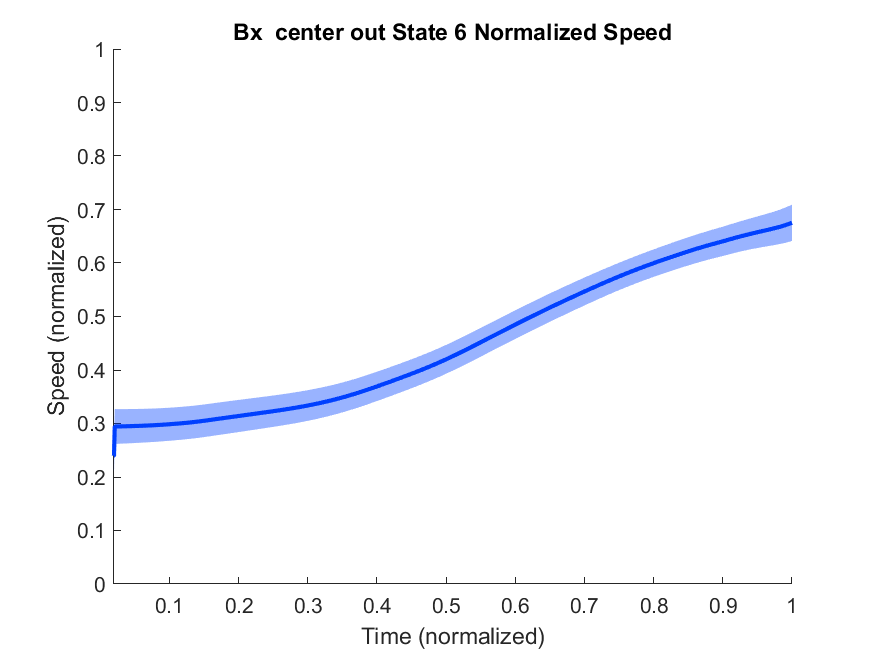 Bx  center out State 6 Normalized Speed
1
0.9
0.8
0.7
0.6
0.5
0.4
0.3
0.2
0.1
0
Speed (normalized)
0.1 0.2 0.3 0.4 0.5 0.6 0.7 0.8 0.9 1
Time (normalized)